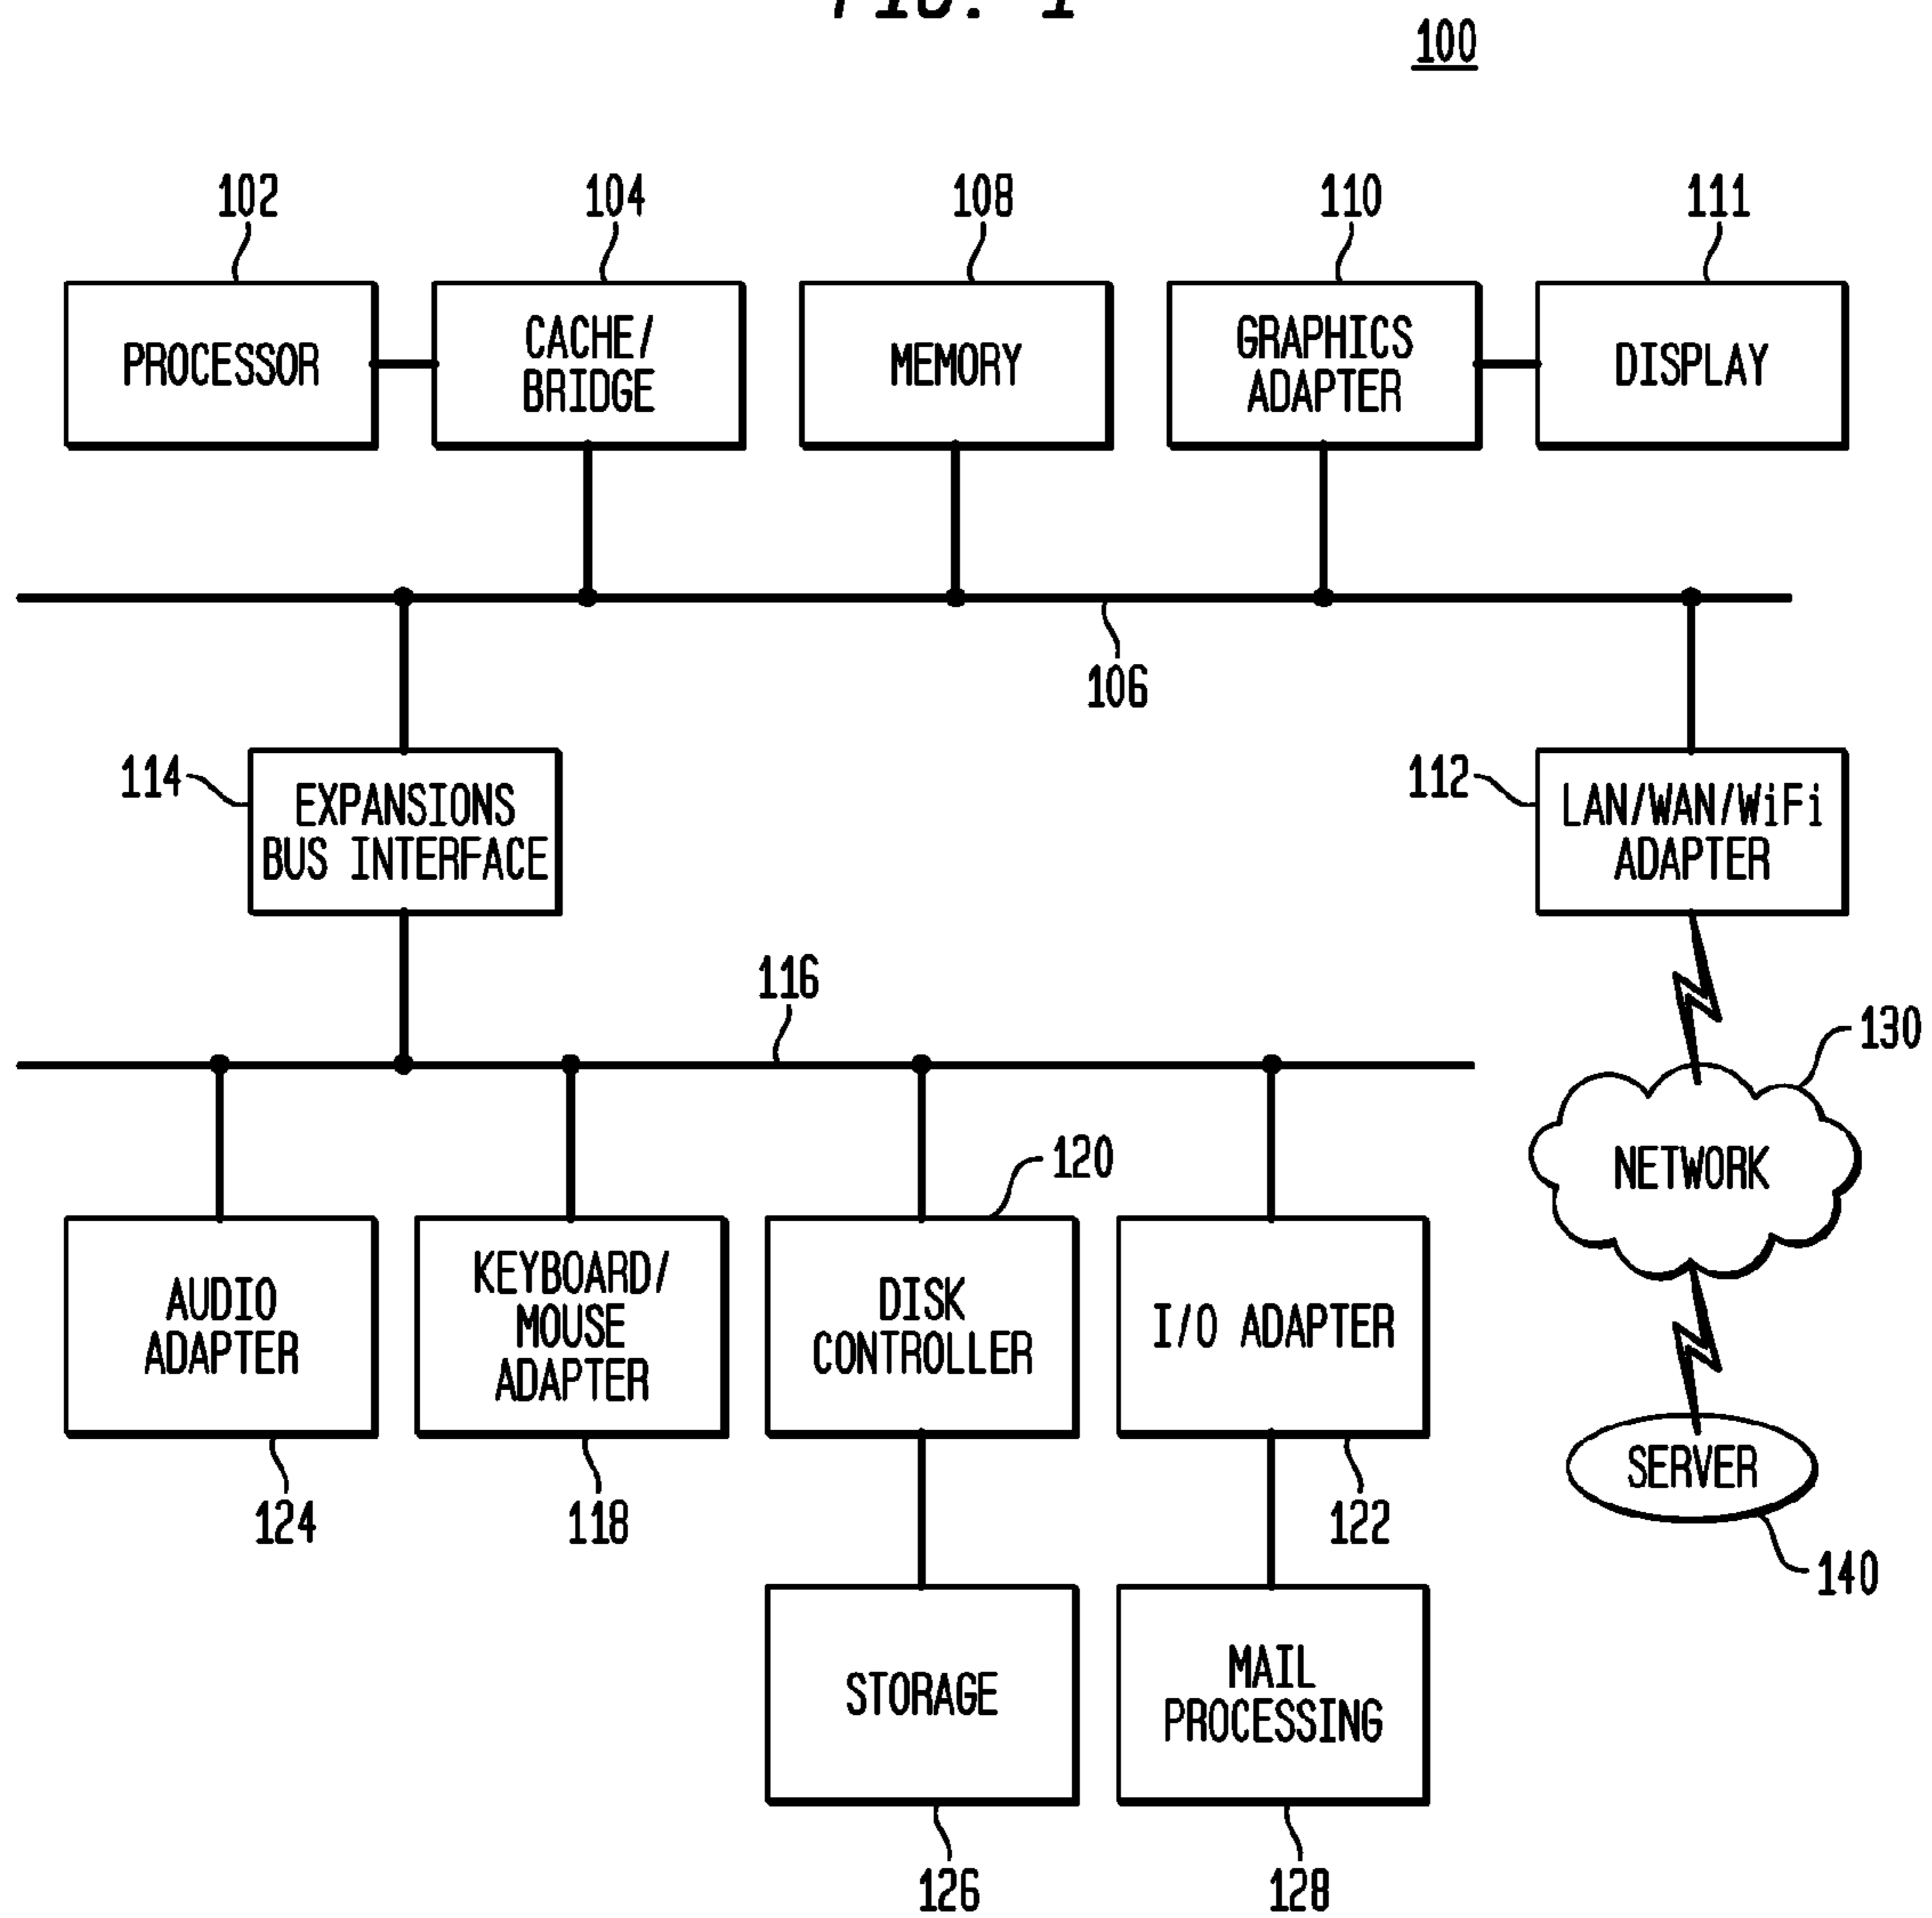 FIG. 1
100
102
104
108
110
111
PROCESSOR
CACHE/
BRIDGE
MEMORY
GRAPHICS
ADAPTER
DISPLAY
106
114
EXPANSIONS
BUS INTERFACE
112
LAN/WAN/WiFi
ADAPTER
116
130
NETWORK
120
AUDIO
ADAPTER
KEYBOARD/
MOUSE
ADAPTER
DISK
CONTROLLER
I/O ADAPTER
SERVER
124
118
122
140
STORAGE
MAIL
PROCESSING
126
128